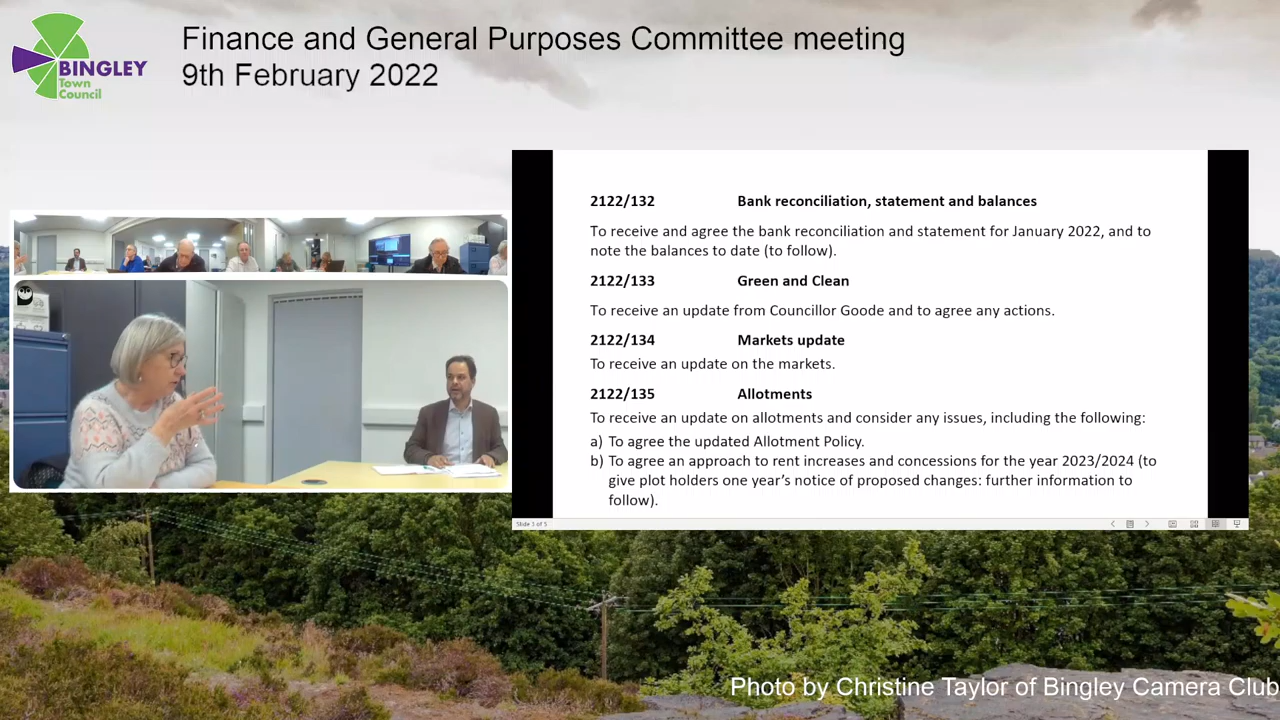 Finance and General Purposes Committee meeting
9th February 2022
BINGLEY
Town
Council
2122/132 Bank reconciliation, statement and balances
To receive and agree the bank reconciliation and statement for January 2022, and to
note the balances to date (to follow).
2122/133 Green and Clean
To receive an update from Councillor Goode and to agree any actions.
2122/134 Markets update
To receive an update on the markets.
2122/135 Allotments
To receive an update on allotments and consider any issues, including the following:
a) To agree the updated Allotment Policy.
b) To agree an approach to rent increases and concessions for the year 2023/2024 (to
give plot holders one year’s notice of proposed changes: further information to
follow).
Photo by Christine Taylor of Bingley Camera Club